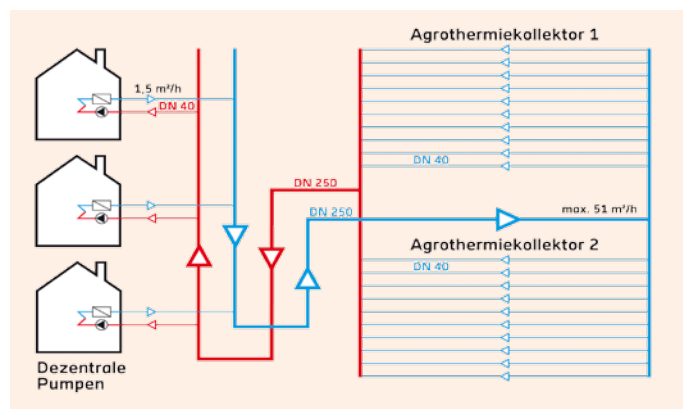 Agrothermiekollektor 1
1,5 m³/h
DN 40
DN 40
DN 250
DN 250
max. 51 m³/h
Agrothermiekollektor 2
DN 40
Dezentrale
Pumpen